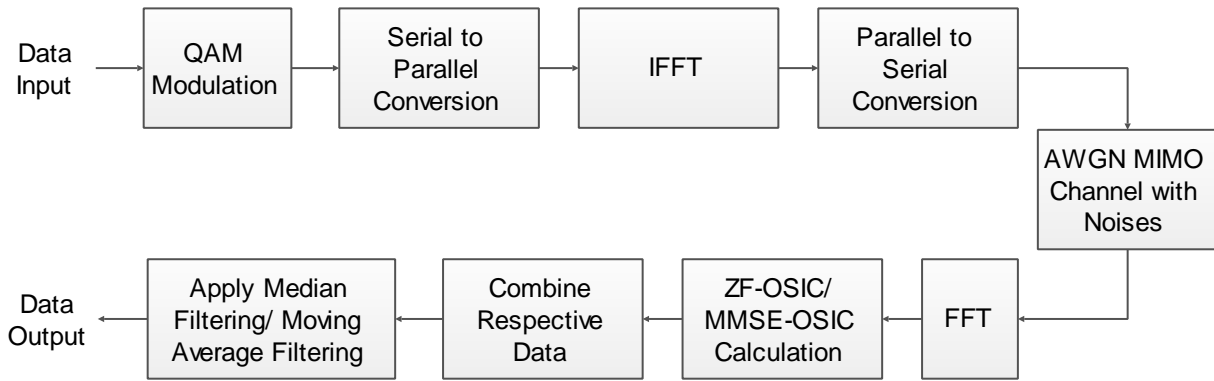 Data
Input
QAM
Modulation
Serial to
Parallel
Conversion
IFFT
Parallel to
Serial
Conversion
AWGN MIMO
Channel with
Noises
FFT
ZF-OSIC/
MMSE-OSIC
Calculation
Combine
Respective
Data
Apply Median
Filtering/ Moving
Average Filtering
Data
Output